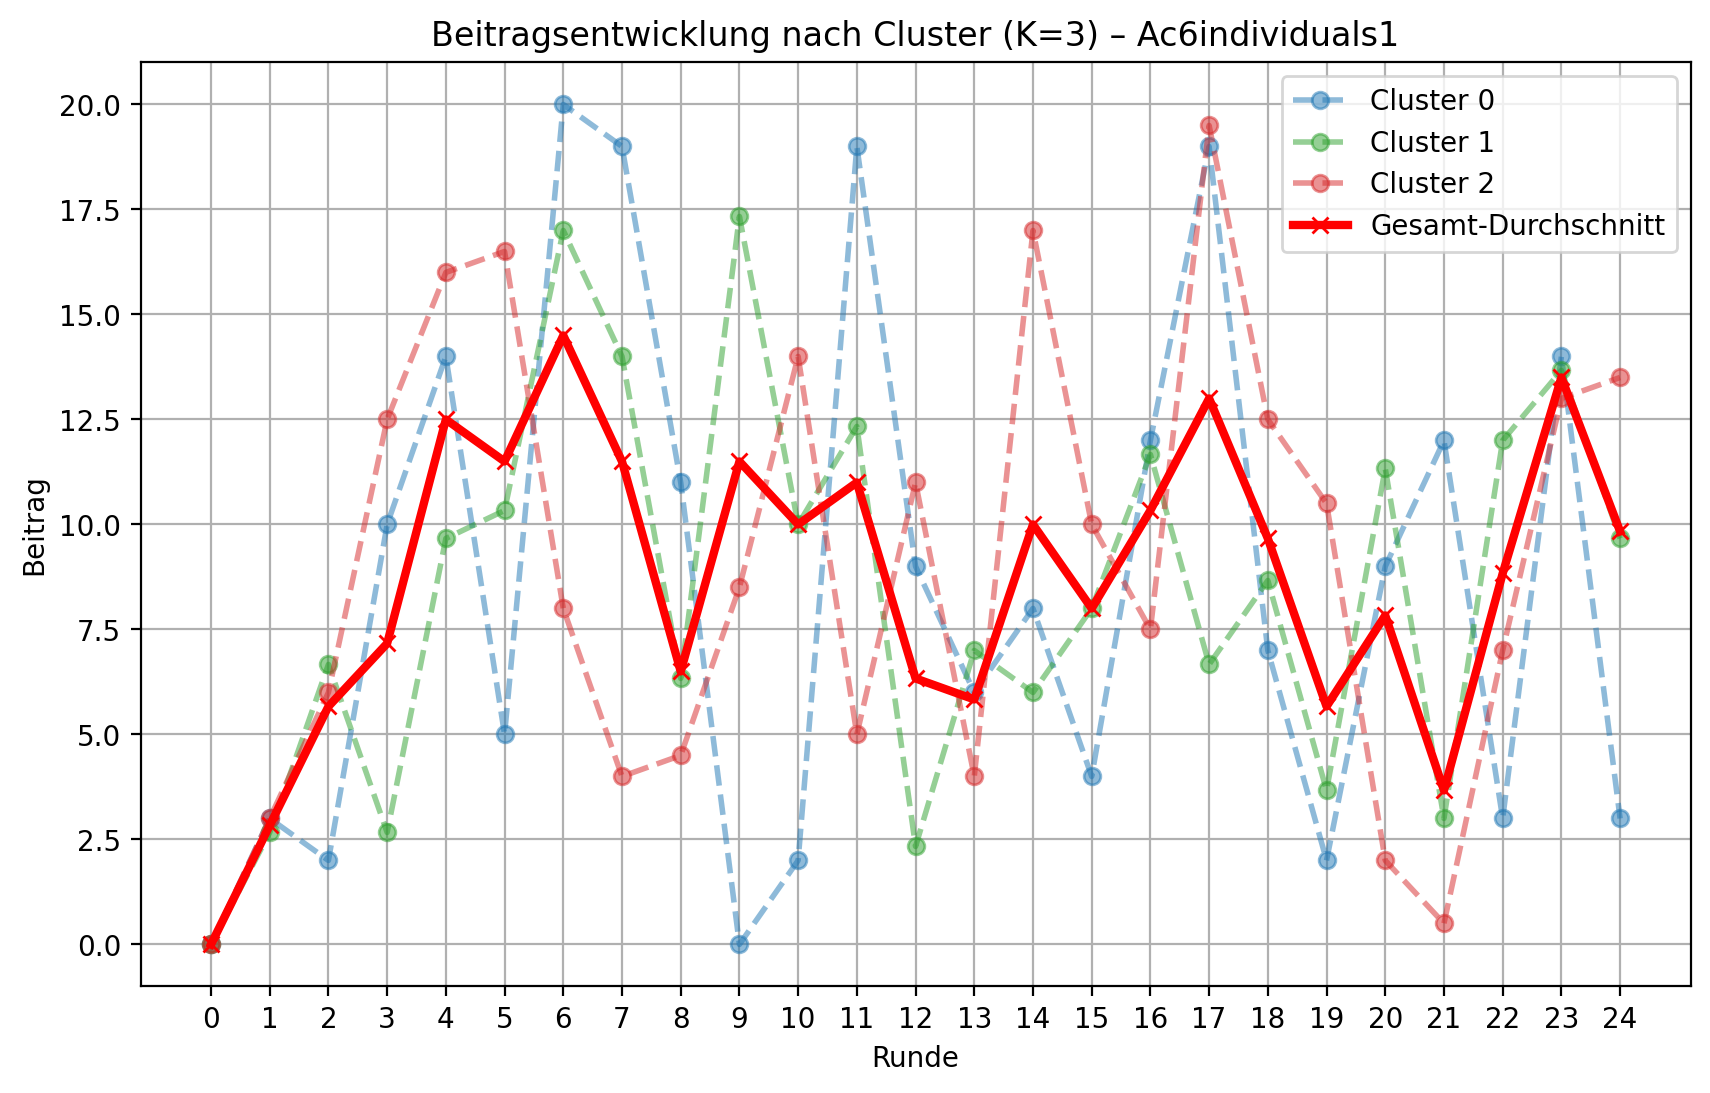 Beitragsentwicklung nach Cluster (K=3) – Ac6individuals1
Cluster 0
Cluster 1
Cluster 2
Gesamt-Durchschnitt
Beitrag
20.0
17.5
15.0
12.5
10.0
7.5
5.0
2.5
0.0
0 1 2 3 4 5 6 7 8 9 10 11 12 13 14 15 16 17 18 19 20 21 22 23 24
Runde